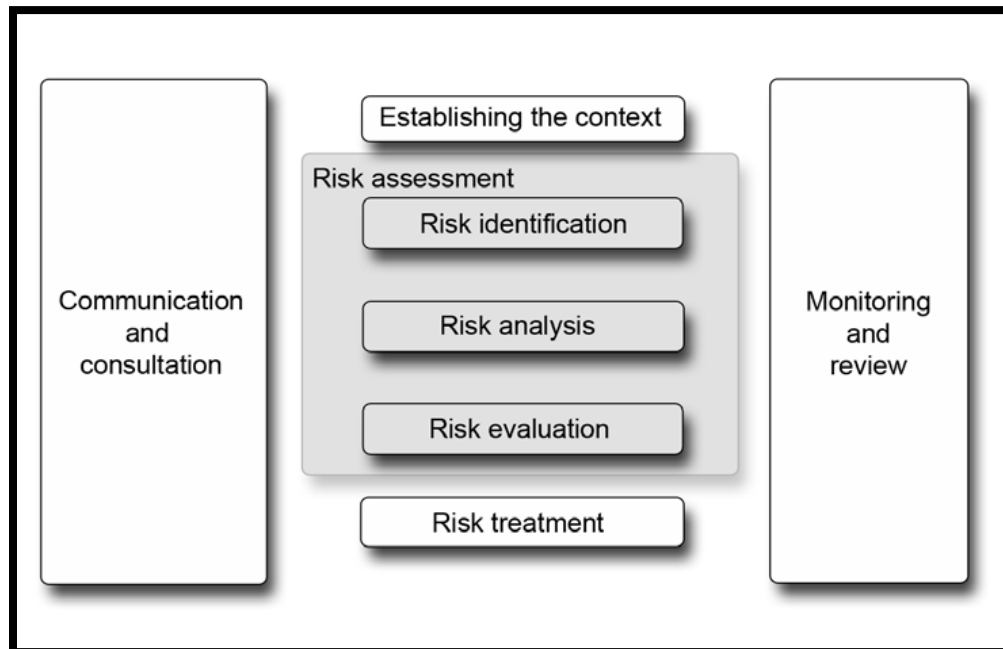 Establishing the context
Risk assessment
Risk identification
Risk analysis
Risk evaluation
Risk treatment
Communication
and
consultation
Monitoring
and
review